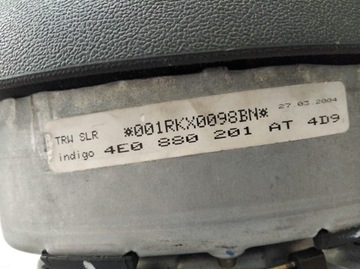 27.03.2004
TRW SLR *001RKX0098BN*
indigo 4E0 880 201 AT 4D9